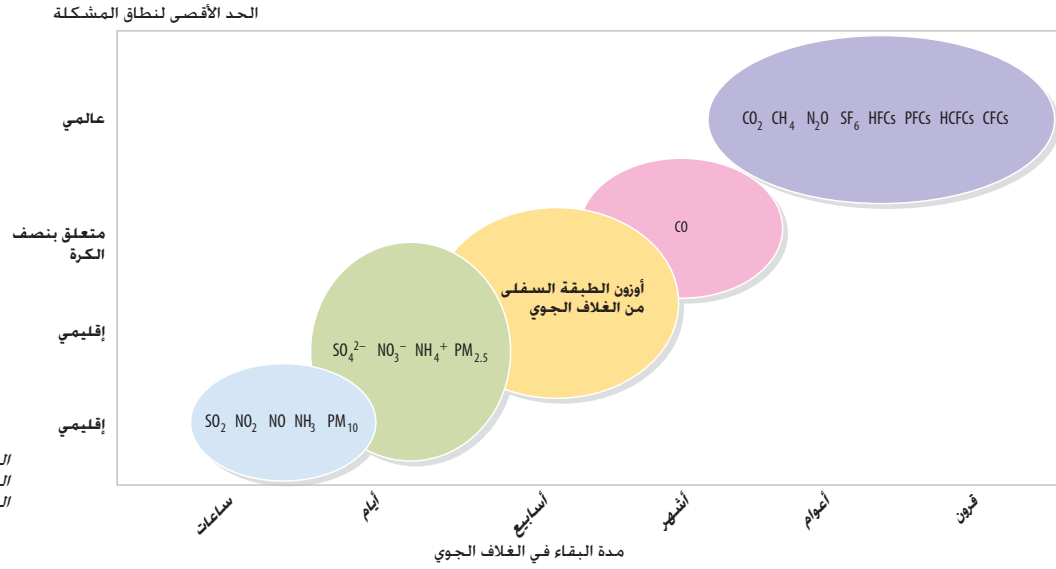 الحد الأقصى لنطاق المشكلة
عالمي
CO₂ CH₄ N₂O SF₆ HFCs PFCs HCFCs CFCs
متعلق بنصف
الكرة
CO
أوزون الطبقة السفلى
من الغلاف الجوي
إقليمي
SO₄²⁻ NO₃⁻ NH₄⁺ PM₂.₅
إقليمي
SO₂ NO₂ NO NH₃ PM₁₀
ساعات
أيام
أسابيع
أشهر
أعوام
قرون
مدة البقاء في الغلاف الجوي